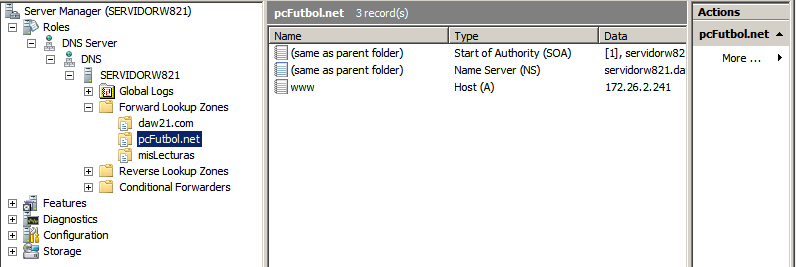 Server Manager (SERVIDORW821)
Roles
DNS Server
DNS
SERVIDORW821
Global Logs
Forward Lookup Zones
daw21.com
pcFutbol.net
misLecturas
Reverse Lookup Zones
Conditional Forwarders
Features
Diagnostics
Configuration
Storage
pcFutbol.net 3 record(s)
Name Type Data
(same as parent folder) Start of Authority (SOA) [1], servidorw82
(same as parent folder) Name Server (NS) servidorw821.da
www Host (A) 172.26.2.241
Actions
pcFutbol.net
More ...